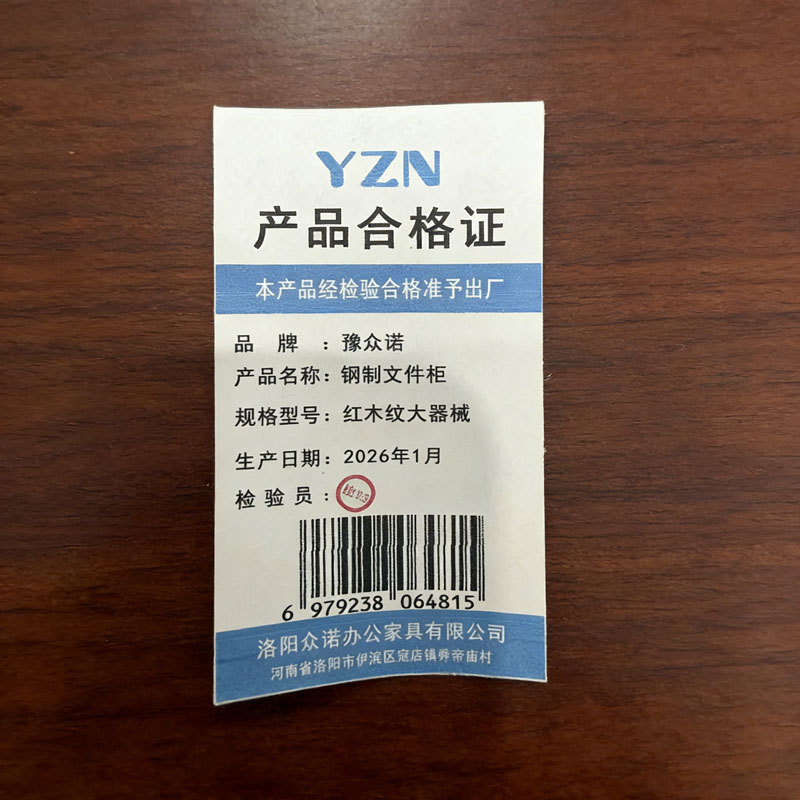 YZN
产品合格证
本产品经检验合格准予出厂
品 牌 ：豫众诺
产品名称：钢制文件柜
规格型号：红木纹大器械
生产日期：2026年1月
检 验 员 ：
6 979238 064815
洛阳众诺办公家具有限公司
河南省洛阳市伊滨区寇店镇舜帝庙村